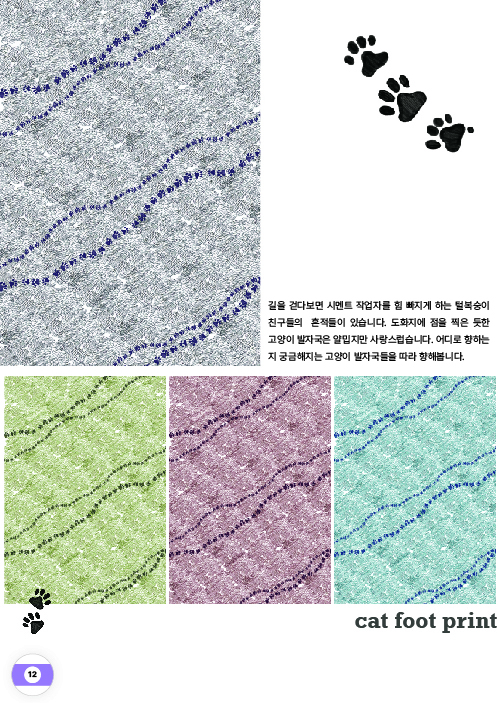 길을 걷다보면 시멘트 작업자를 힘 빠지게 하는 털복숭이
친구들의 흔적들이 있습니다. 도화지에 점을 찍은 듯한
고양이 발자국은 얄밉지만 사랑스럽습니다. 어디로 향하는
지 궁금해지는 고양이 발자국들을 따라 향해봅니다.
cat foot print
12